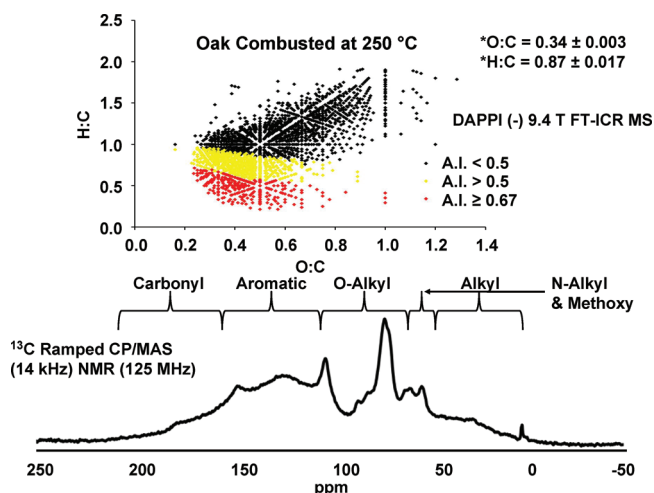 Oak Combusted at 250 °C
*O:C = 0.34 ± 0.003
*H:C = 0.87 ± 0.017
DAPPI (-) 9.4 T FT-ICR MS
A.I. < 0.5
A.I. > 0.5
A.I. ≥ 0.67
H:C
2.5
2.0
1.5
1.0
0.5
0.0
0.0 0.2 0.4 0.6 0.8 1.0 1.2 1.4
O:C
Carbonyl Aromatic O-Alkyl Alkyl N-Alkyl
& Methoxy
13C Ramped CP/MAS
(14 kHz) NMR (125 MHz)
250 200 150 100 50 0 -50
ppm